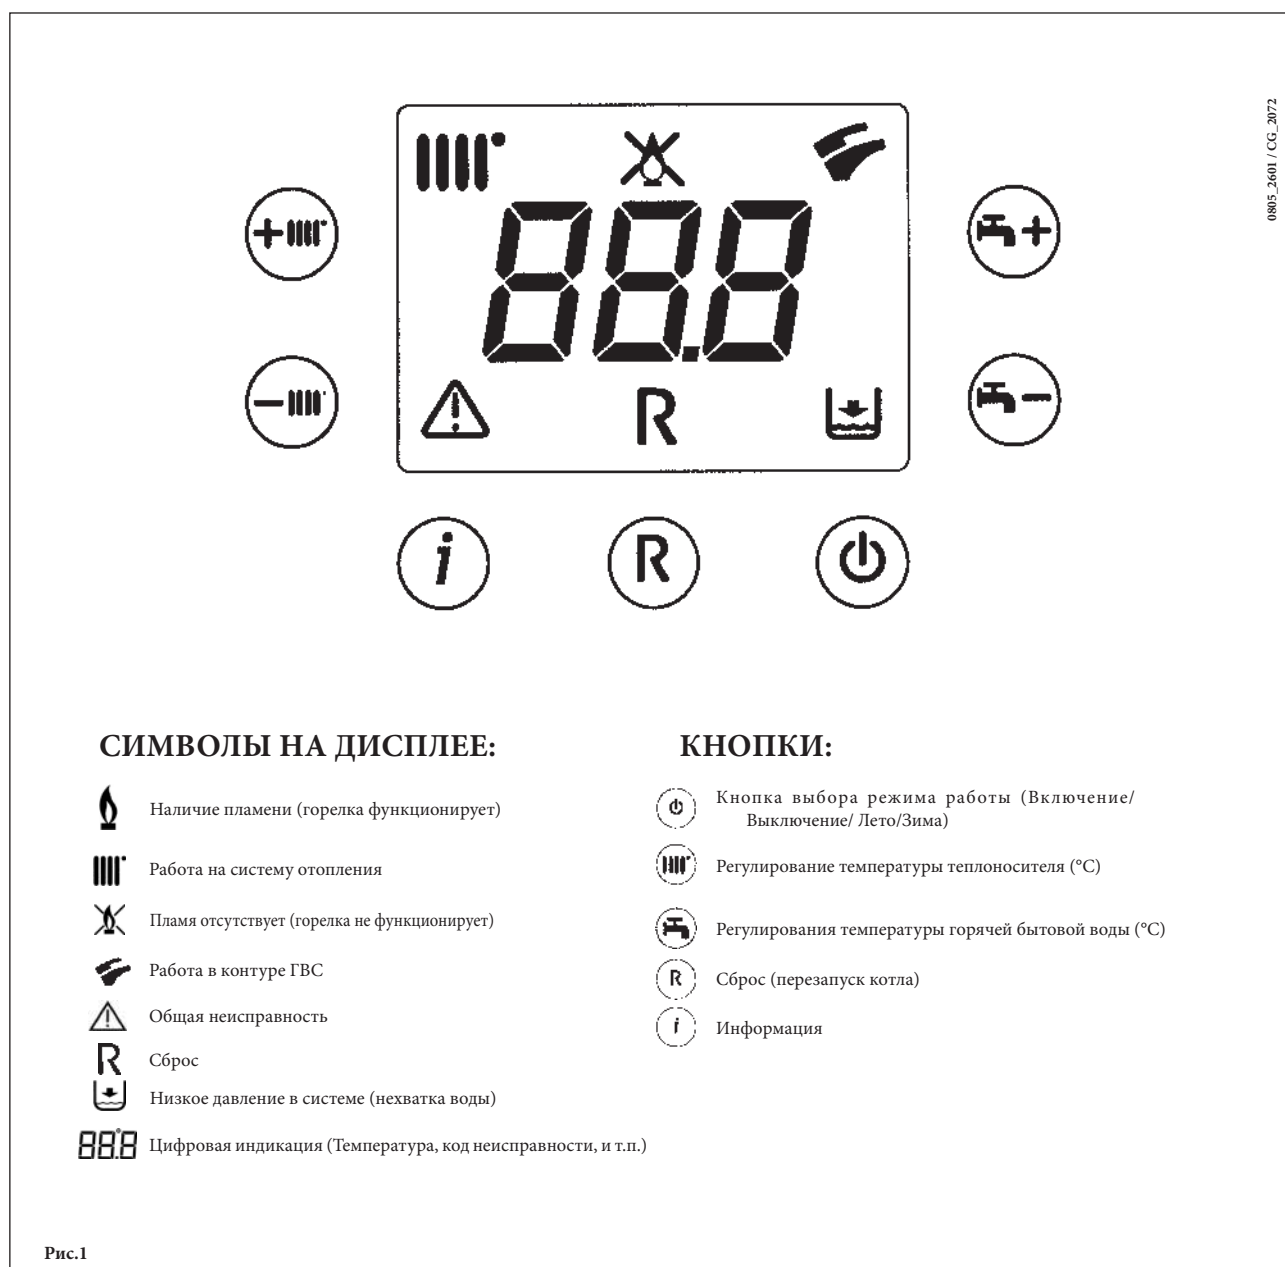 0805_2601 / CG_2072
88.8
R
i
R
СИМВОЛЫ НА ДИСПЛЕЕ:
Наличие пламени (горелка функционирует)
Работа на систему отопления
Пламя отсутствует (горелка не функционирует)
Работа в контуре ГВС
Общая неисправность
R Сброс
Низкое давление в системе (нехватка воды)
88.8 Цифровая индикация (Температура, код неисправности, и т.п.)
КНОПКИ:
Кнопка выбора режима работы (Включение/
Выключение/ Лето/Зима)
Регулирование температуры теплоносителя (°C)
Регулирования температуры горячей бытовой воды (°C)
R Сброс (перезапуск котла)
i Информация
Рис.1